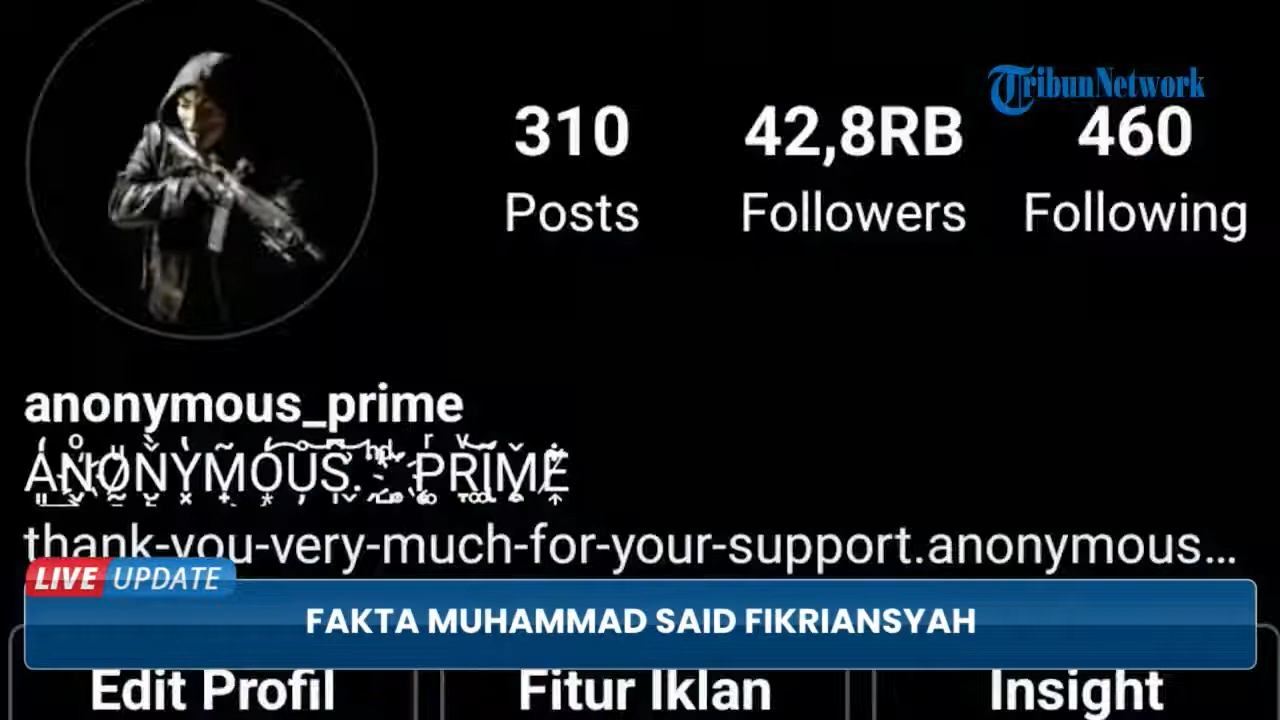 TribunNetwork
310 42,8RB 460
Posts Followers Following
anonymous_prime
ANONYMOUS. PRIME
thank-you-very-much-for-your-support.anonymous...
LIVE UPDATE
FAKTA MUHAMMAD SAID FIKRIANSYAH
Edit Profil Fitur Iklan Insight